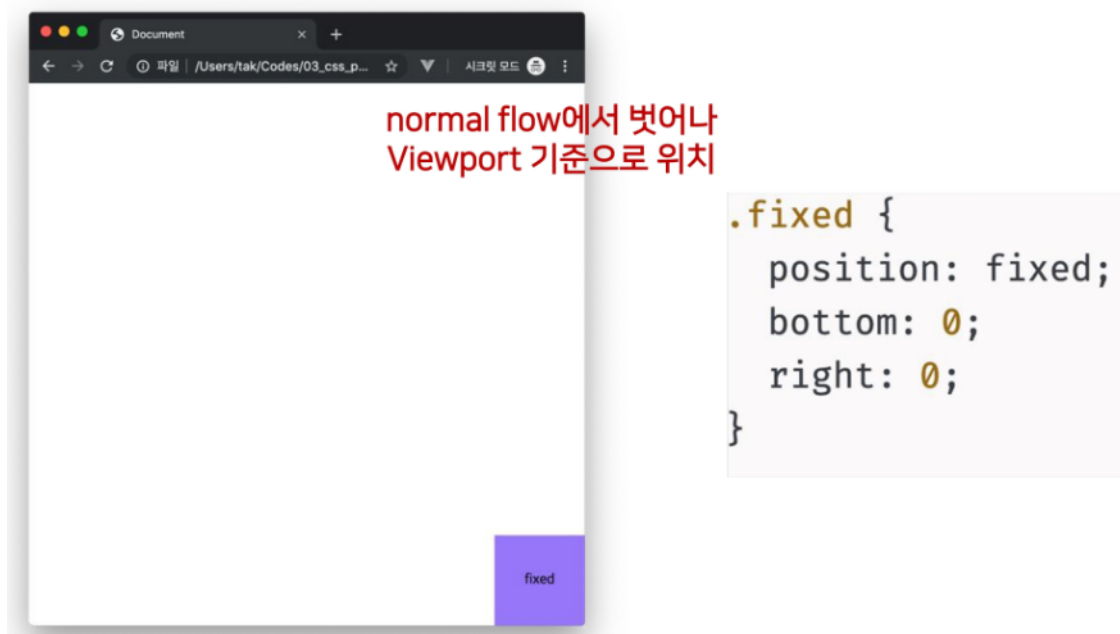 Document
파일 /Users/tak/Codes/03_css_p... 시크릿 모드
normal flow에서 벗어나
Viewport 기준으로 위치
.fixed {
position: fixed;
bottom: 0;
right: 0;
}
fixed